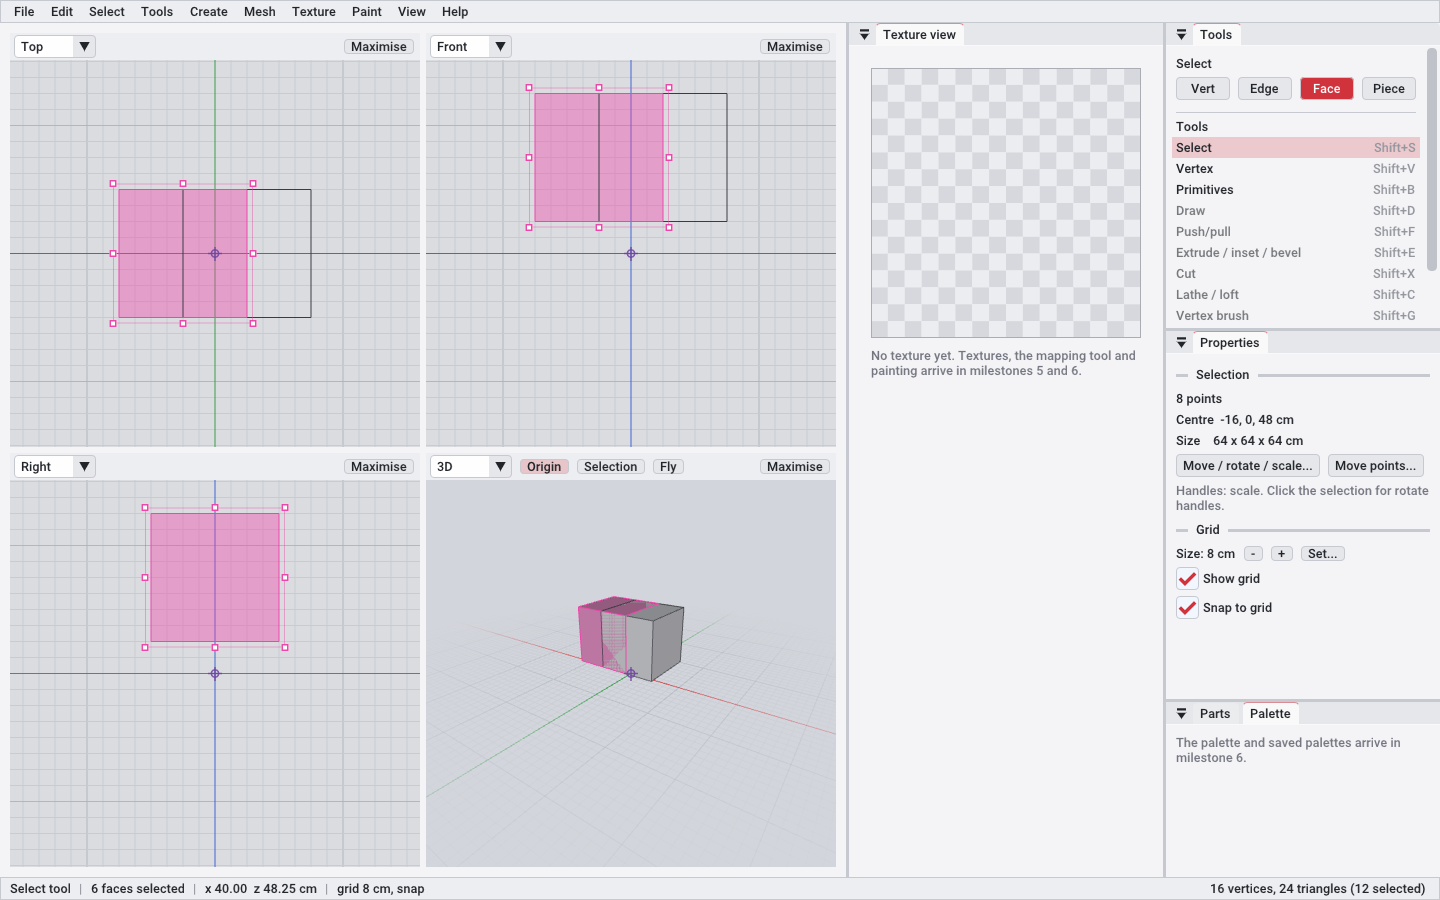 File Edit Select Tools Create Mesh Texture Paint View Help
Top Maximise
Front Maximise
Right Maximise
3D Origin Selection Fly Maximise
Texture view
No texture yet. Textures, the mapping tool and
painting arrive in milestones 5 and 6.
Tools
Select
Vert Edge Face Piece
Tools
Select Shift+S
Vertex Shift+V
Primitives Shift+B
Draw Shift+D
Push/pull Shift+F
Extrude / inset / bevel Shift+E
Cut Shift+X
Lathe / loft Shift+C
Vertex brush Shift+G
Properties
Selection
8 points
Centre -16, 0, 48 cm
Size 64 x 64 x 64 cm
Move / rotate / scale... Move points...
Handles: scale. Click the selection for rotate
handles.
Grid
Size: 8 cm - + Set...
Show grid
Snap to grid
Parts Palette
The palette and saved palettes arrive in
milestone 6.
Select tool | 6 faces selected | x 40.00 z 48.25 cm | grid 8 cm, snap
16 vertices, 24 triangles (12 selected)